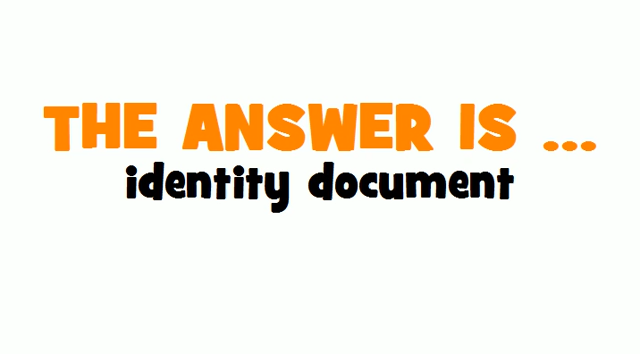 THE ANSWER IS ...
identity document